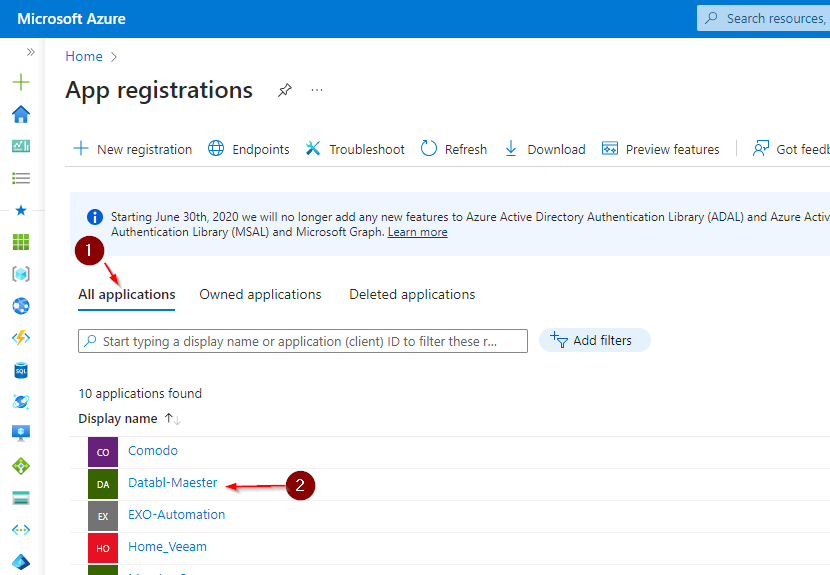 Microsoft Azure
Search resources,
Home
App registrations
New registration
Endpoints
Troubleshoot
Refresh
Download
Preview features
Got feedb
Starting June 30th, 2020 we will no longer add any new features to Azure Active Directory Authentication Library (ADAL) and Azure Activ
Authentication Library (MSAL) and Microsoft Graph. Learn more
1
All applications
Owned applications
Deleted applications
Start typing a display name or application (client) ID to filter these r...
Add filters
10 applications found
Display name
CO Comodo
DA Databl-Maester
2
EX EXO-Automation
HO Home_Veeam
SQL